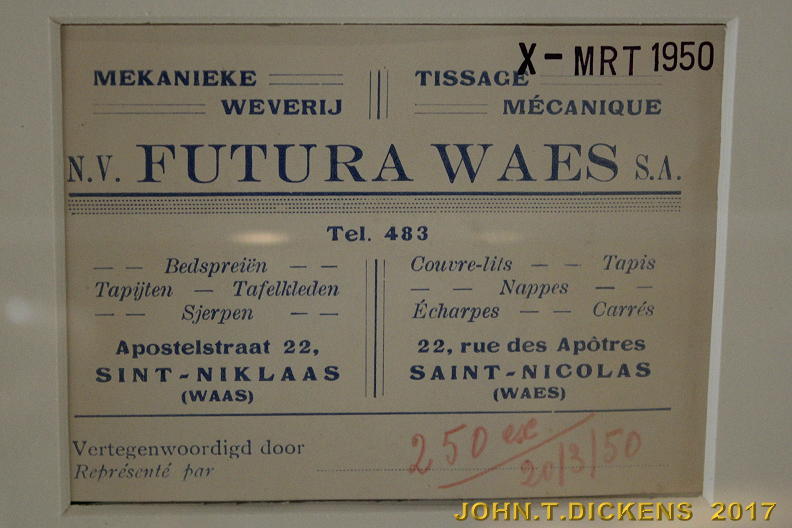 X - MRT 1950
MEKANIEKE
WEVERIJ
TISSAGE
MÉCANIQUE
N.V. FUTURA WAES S.A.
Tel. 483
— — Bedspreiën — —
Tapijten — Tafelkleden
— — Sjerpen — —
Apostelstraat 22,
SINT-NIKLAAS
(WAAS)
Couvre-lits — — Tapis
— — Nappes — —
Écharpes — — Carrés
22, rue des Apôtres
SAINT-NICOLAS
(WAES)
Vertegenwoordigd door
Représenté par
250 ex.
20/3/50
JOHN.T.DICKENS 2017